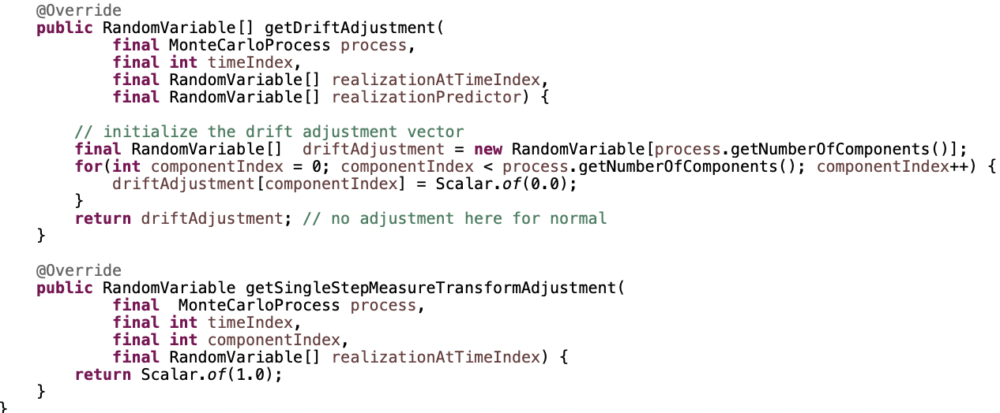 @Override
public RandomVariable[] getDriftAdjustment(
final MonteCarloProcess process,
final int timeIndex,
final RandomVariable[] realizationAtTimeIndex,
final RandomVariable[] realizationPredictor) {
// initialize the drift adjustment vector
final RandomVariable[]  driftAdjustment = new RandomVariable[process.getNumberOfComponents()];
for(int componentIndex = 0; componentIndex < process.getNumberOfComponents(); componentIndex++) {
driftAdjustment[componentIndex] = Scalar.of(0.0);
}
return driftAdjustment; // no adjustment here for normal
}
@Override
public RandomVariable getSingleStepMeasureTransformAdjustment(
final  MonteCarloProcess process,
final int timeIndex,
final int componentIndex,
final RandomVariable[] realizationAtTimeIndex) {
return Scalar.of(1.0);
}
}